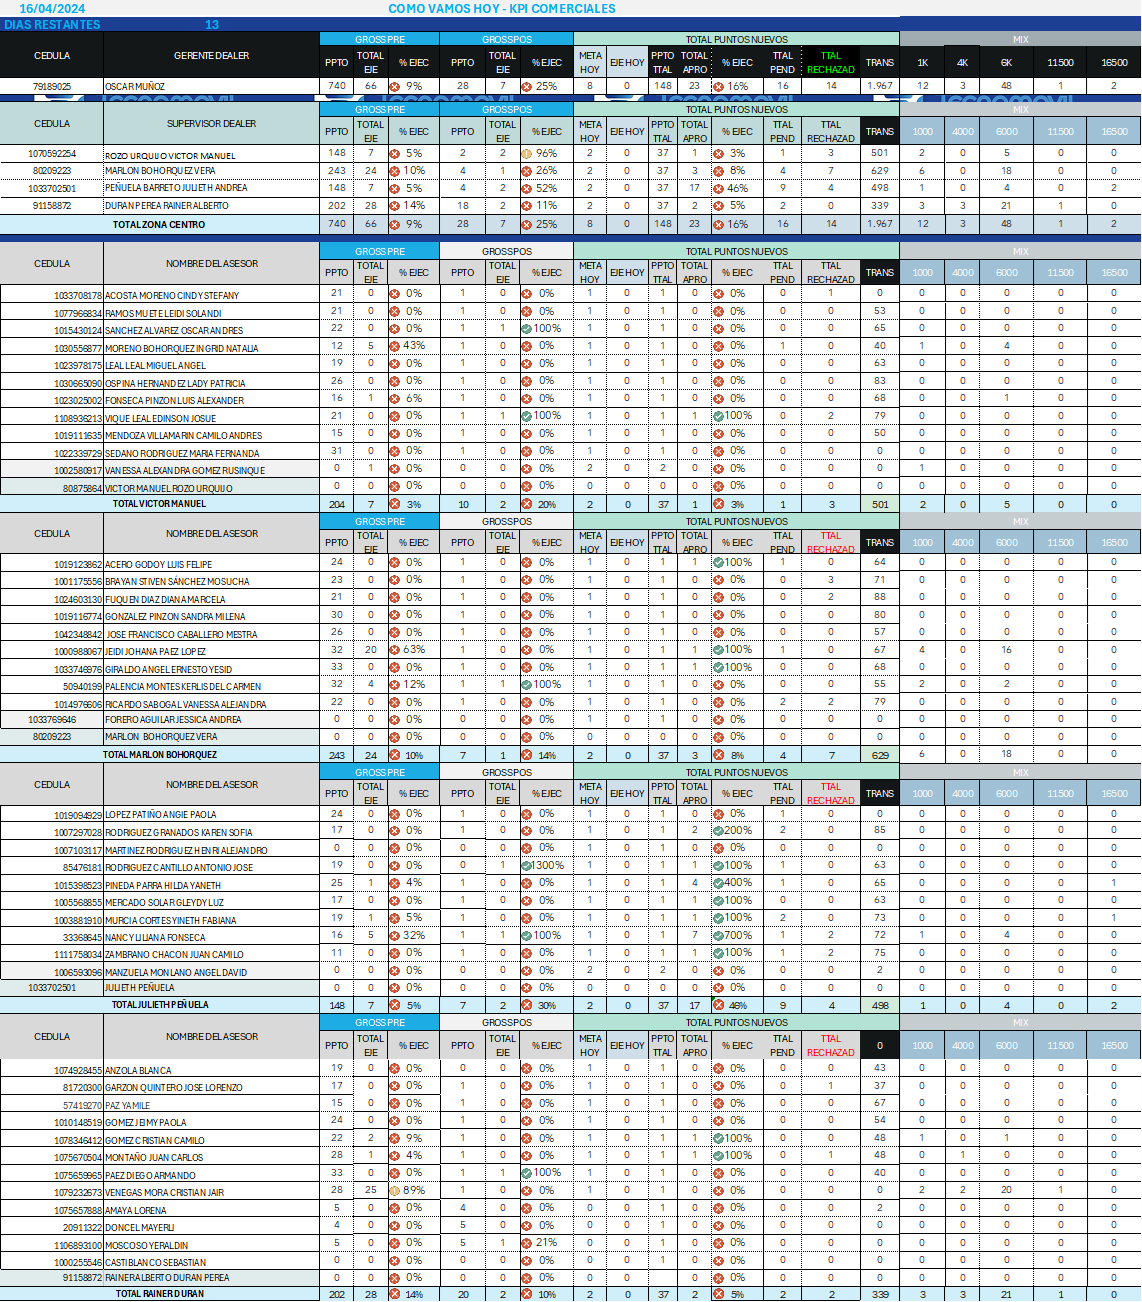 16/04/2024 COMO VAMOS HOY - KPI COMERCIALES
DIAS RESTANTES 13
CEDULA GERENTE DEALER GROSS PRE GROSS POS TOTAL PUNTOS NUEVOS MIX
PPTO TOTAL EJE % EJEC PPTO TOTAL EJE % EJEC META HOY EJE HOY PPTO TTAL TOTAL APRO % EJEC TTAL PEND TTAL RECHAZAD TRANS 1K 4K 6K 11500 16500
79189025 OSCAR MUÑOZ 740 66 9% 28 7 25% 8 0 148 23 16% 16 14 1.967 12 3 48 1 2
CEDULA SUPERVISOR DEALER GROSS PRE GROSS POS TOTAL PUNTOS NUEVOS MIX
PPTO TOTAL EJE % EJEC PPTO TOTAL EJE % EJEC META HOY EJE HOY PPTO TTAL TOTAL APRO % EJEC TTAL PEND TTAL RECHAZAD TRANS 1000 4000 6000 11500 16500
1070592254 ROZO URQUIJO VICTOR MANUEL 148 7 5% 2 2 96% 2 0 37 1 3% 1 3 501 2 0 5 0 0
80209223 MARLON BOHORQUEZ VERA 243 24 10% 4 1 26% 2 0 37 3 8% 4 7 629 6 0 18 0 0
1033702501 PEÑUELA BARRETO JULIETH ANDREA 148 7 5% 4 2 52% 2 0 37 17 46% 9 4 498 1 0 4 0 2
91158872 DURAN PEREA RAINER ALBERTO 202 28 14% 18 2 11% 2 0 37 2 5% 2 0 339 3 3 21 1 0
TOTAL ZONA CENTRO 740 66 9% 28 7 25% 8 0 148 23 16% 16 14 1.967 12 3 48 1 2
CEDULA NOMBRE DEL ASESOR GROSS PRE GROSS POS TOTAL PUNTOS NUEVOS MIX
PPTO TOTAL EJE % EJEC PPTO TOTAL EJE % EJEC META HOY EJE HOY PPTO TTAL TOTAL APRO % EJEC TTAL PEND TTAL RECHAZAD TRANS 1000 4000 6000 11500 16500
1033708178 ACOSTA MORENO CINDY STEFANY 21 0 0% 1 0 0% 1 0 1 0 0% 0 1 0 0 0 0 0 0
1077966834 RAMOS MUETE LEIDI SOLANDI 21 0 0% 1 0 0% 1 0 1 0 0% 0 0 53 0 0 0 0 0
1015430124 SANCHEZ ALVAREZ OSCAR ANDRES 22 0 0% 1 1 100% 1 0 1 0 0% 0 0 65 0 0 0 0 0
1030556877 MORENO BOHORQUEZ INGRID NATALIA 12 5 43% 1 0 0% 1 0 1 0 0% 1 0 40 1 0 4 0 0
1023978175 LEAL LEAL MIGUEL ANGEL 19 0 0% 1 0 0% 1 0 1 0 0% 0 0 63 0 0 0 0 0
1030665090 OSPINA HERNANDEZ LADY PATRICIA 26 0 0% 1 0 0% 1 0 1 0 0% 0 0 83 0 0 0 0 0
1023025002 FONSECA PINZON LUIS ALEXANDER 16 1 6% 1 0 0% 1 0 1 0 0% 0 0 68 0 0 1 0 0
1108936213 VIQUE LEAL EDINSON JOSUE 21 0 0% 1 1 100% 1 0 1 1 100% 0 2 79 0 0 0 0 0
1019111635 MENDOZA VILLAMARIN CAMILO ANDRES 15 0 0% 1 0 0% 1 0 1 0 0% 0 0 50 0 0 0 0 0
1022339729 SEDANO RODRIGUEZ MARIA FERNANDA 31 0 0% 1 0 0% 1 0 1 0 0% 0 0 0 0 0 0 0 0
1002580917 VANESSA ALEXANDRA GOMEZ RUSINQUE 0 1 0% 0 0 0% 2 0 2 0 0% 0 0 0 1 0 0 0 0
80875864 VICTOR MANUEL ROZO URQUIJO 0 0 0% 0 0 0% 0 0 0 0 0% 0 0 0 0 0 0 0 0
TOTAL VICTOR MANUEL 204 7 3% 10 2 20% 2 0 37 1 3% 1 3 501 2 0 5 0 0
CEDULA NOMBRE DEL ASESOR GROSS PRE GROSS POS TOTAL PUNTOS NUEVOS MIX
PPTO TOTAL EJE % EJEC PPTO TOTAL EJE % EJEC META HOY EJE HOY PPTO TTAL TOTAL APRO % EJEC TTAL PEND TTAL RECHAZAD TRANS 1000 4000 6000 11500 16500
1019123862 ACERO GODOY LUIS FELIPE 24 0 0% 1 0 0% 1 0 1 1 100% 1 0 64 0 0 0 0 0
1001175556 BRAYAN STIVEN SÁNCHEZ MOSUCHA 23 0 0% 1 0 0% 1 0 1 0 0% 0 3 71 0 0 0 0 0
1024603130 FUQUEN DIAZ DIANA MARCELA 21 0 0% 1 0 0% 1 0 1 0 0% 0 2 88 0 0 0 0 0
1019116774 GONZALEZ PINZON SANDRA MILENA 30 0 0% 1 0 0% 1 0 1 0 0% 0 0 80 0 0 0 0 0
1042348842 JOSE FRANCISCO CABALLERO MESTRA 26 0 0% 1 0 0% 1 0 1 0 0% 0 0 57 0 0 0 0 0
1000988067 JEIDI JOHANA PAEZ LOPEZ 32 20 63% 1 0 0% 1 0 1 1 100% 1 0 67 4 0 16 0 0
1033746976 GIRALDO ANGEL ERNESTO YESID 33 0 0% 1 0 0% 1 0 1 1 100% 0 0 68 0 0 0 0 0
50940199 PALENCIA MONTES KERLIS DEL CARMEN 32 4 12% 1 1 100% 1 0 1 0 0% 0 0 55 2 0 2 0 0
1014976606 RICARDO SABOGAL VANESSA ALEJANDRA 22 0 0% 1 0 0% 1 0 1 0 0% 2 2 79 0 0 0 0 0
1033769646 FORERO AGUILAR JESSICA ANDREA 0 0 0% 0 0 0% 1 0 1 0 0% 0 0 0 0 0 0 0 0
80209223 MARLON BOHORQUEZ VERA 0 0 0% 0 0 0% 0 0 0 0 0% 0 0 0 0 0 0 0 0
TOTAL MARLON BOHORQUEZ 243 24 10% 7 1 14% 2 0 37 3 8% 4 7 629 6 0 18 0 0
CEDULA NOMBRE DEL ASESOR GROSS PRE GROSS POS TOTAL PUNTOS NUEVOS MIX
PPTO TOTAL EJE % EJEC PPTO TOTAL EJE % EJEC META HOY EJE HOY PPTO TTAL TOTAL APRO % EJEC TTAL PEND TTAL RECHAZAD TRANS 1000 4000 6000 11500 16500
1019094929 LOPEZ PATIÑO ANGIE PAOLA 24 0 0% 1 0 0% 1 0 1 0 0% 0 0 0 0 0 0 0 0
1007297028 RODRIGUEZ GRANADOS KAREN SOFIA 17 0 0% 1 0 0% 1 0 1 2 200% 2 0 85 0 0 0 0 0
1007103117 MARTINEZ RODRIGUEZ HENRI ALEJANDRO 0 0 0% 0 0 0% 0 0 0 0 0% 0 0 0 0 0 0 0 0
85476181 RODRIGUEZ CANTILLO ANTONIO JOSE 19 0 0% 0 1 1300% 1 0 1 1 100% 1 0 63 0 0 0 0 0
1015398523 PINEDA PARRA HILDA YANETH 25 1 4% 1 0 0% 1 0 1 4 400% 1 0 65 0 0 0 0 1
1005568855 MERCADO SOLAR GLEYDY LUZ 17 0 0% 1 0 0% 1 0 1 1 100% 0 0 63 0 0 0 0 0
1003881910 MURCIA CORTES YINETH FABIANA 19 1 5% 1 0 0% 1 0 1 1 100% 2 0 73 0 0 0 0 1
33368645 NANCY LILIANA FONSECA 16 5 32% 1 1 100% 1 0 1 7 700% 1 2 72 1 0 4 0 0
1111758034 ZAMBRANO CHACON JUAN CAMILO 11 0 0% 1 0 0% 1 0 1 1 100% 1 2 75 0 0 0 0 0
1006593096 MANZUELA MONLANO ANGEL DAVID 0 0 0% 0 0 0% 2 0 2 0 0% 0 0 2 0 0 0 0 0
1033702501 JULIETH PEÑUELA 0 0 0% 0 0 0% 0 0 0 0 0% 0 0 0 0 0 0 0 0
TOTAL JULIETH PEÑUELA 148 7 5% 7 2 30% 2 0 37 17 46% 9 4 498 1 0 4 0 2
CEDULA NOMBRE DEL ASESOR GROSS PRE GROSS POS TOTAL PUNTOS NUEVOS MIX
PPTO TOTAL EJE % EJEC PPTO TOTAL EJE % EJEC META HOY EJE HOY PPTO TTAL TOTAL APRO % EJEC TTAL PEND TTAL RECHAZAD 0 1000 4000 6000 11500 16500
1074928455 ANZOLA BLANCA 19 0 0% 0 0 0% 1 0 1 0 0% 0 0 43 0 0 0 0 0
81720300 GARZON QUINTERO JOSE LORENZO 17 0 0% 1 0 0% 1 0 1 0 0% 0 1 37 0 0 0 0 0
57419270 PAZ YAMILE 15 0 0% 0 0 0% 1 0 1 0 0% 0 0 67 0 0 0 0 0
1010148519 GOMEZ JEIMY PAOLA 24 0 0% 1 0 0% 1 0 1 0 0% 0 0 54 0 0 0 0 0
1078346412 GOMEZ CRISTIAN CAMILO 22 2 9% 1 0 0% 1 0 1 1 100% 0 0 48 1 0 1 0 0
1075670504 MONTAÑO JUAN CARLOS 28 1 4% 1 0 0% 1 0 1 1 100% 0 1 48 0 1 0 0 0
1075659965 PAEZ DIEGO ARMANDO 33 0 0% 1 1 100% 1 0 1 0 0% 0 0 40 0 0 0 0 0
1079232673 VENEGAS MORA CRISTIAN JAIR 28 25 89% 1 0 0% 1 0 1 0 0% 0 0 0 2 2 20 1 0
1075657888 AMAYA LORENA 5 0 0% 4 0 0% 0 0 0 0 0% 0 0 2 0 0 0 0 0
20911322 DONCEL MAYERLI 4 0 0% 5 0 0% 0 0 0 0 0% 0 0 0 0 0 0 0 0
1106893100 MOSCOSO YERALDIN 5 0 0% 5 1 21% 0 0 0 0 0% 0 0 0 0 0 0 0 0
1000255546 CASTIBLANCO SEBASTIAN 0 0 0% 0 0 0% 0 0 0 0 0% 0 0 0 0 0 0 0 0
91158872 RAINER ALBERTO DURAN PEREA 0 0 0% 0 0 0% 0 0 0 0% 0 0 0 0 0 0 0 0
TOTAL RAINER DURAN 202 28 14% 20 2 10% 2 0 37 2 5% 2 2 339 3 3 21 1 0